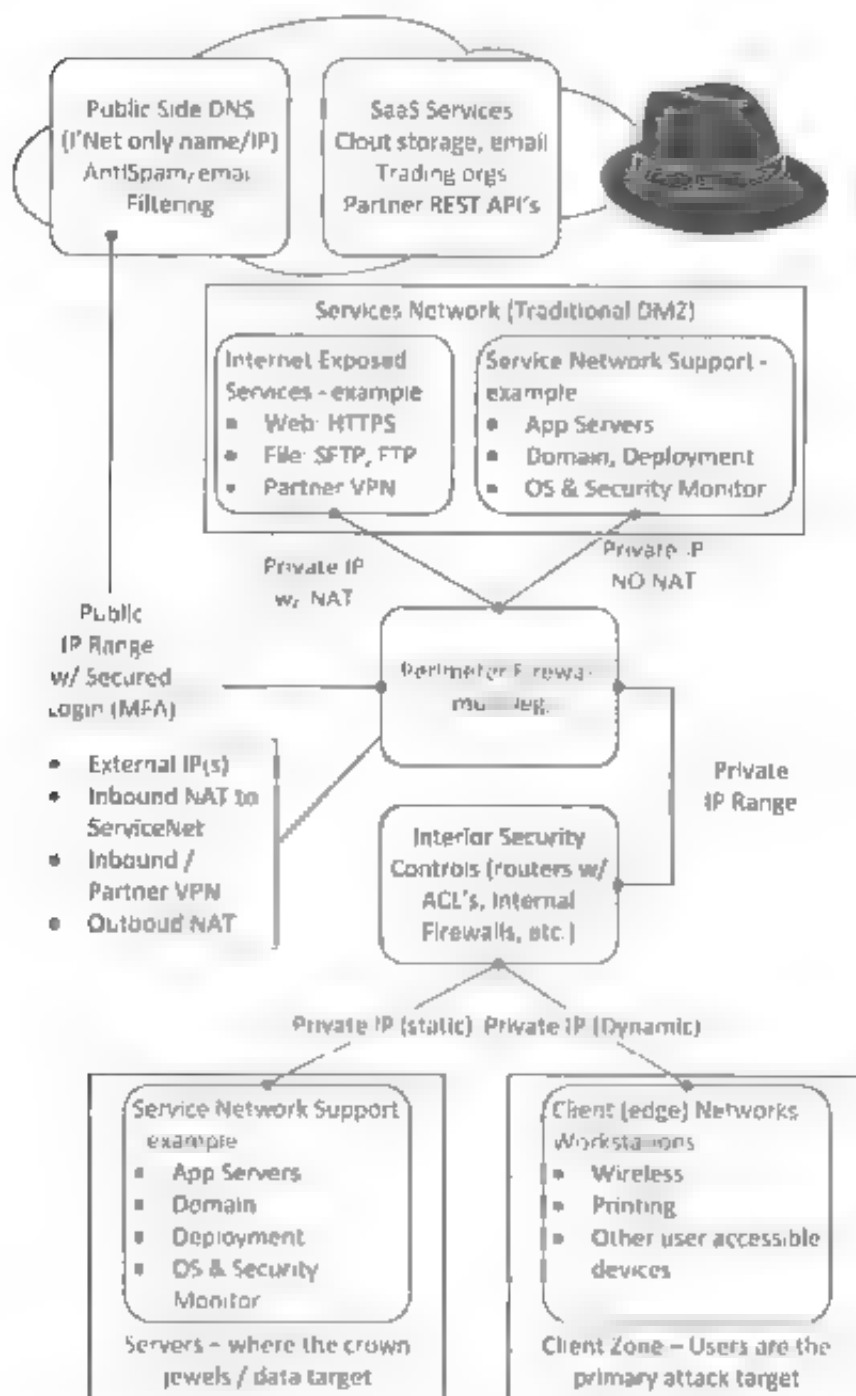 Public Side DNS
(I'Net only name/IP)
AntiSpam/email
Filtering
SaaS Services
Clout storage, email
Trading orgs
Partner REST API's
Services Network (Traditional DMZ)
Internet Exposed
Services - example
• Web: HTTPS
• File: SFTP, FTP
• Partner VPN
Service Network Support -
example
• App Servers
• Domain, Deployment
• OS & Security Monitor
Private IP
w/ NAT
Private IP
NO NAT
Public
IP Range
w/ Secured
Login (MFA)
Perimeter Firewall
Private
IP Range
• External IP(s)
• Inbound NAT to
ServiceNet
• Inbound /
Partner VPN
• Outboud NAT
Interior Security
Controls (routers w/
ACL's, Internal
Firewalls, etc.)
Private IP (static)
Private IP (Dynamic)
Service Network Support
example
• App Servers
• Domain
• Deployment
• OS & Security
Monitor
Servers – where the crown
jewels / data target
Client (edge) Networks
Workstations
• Wireless
• Printing
• Other user accessible
devices
Client Zone – Users are the
primary attack target